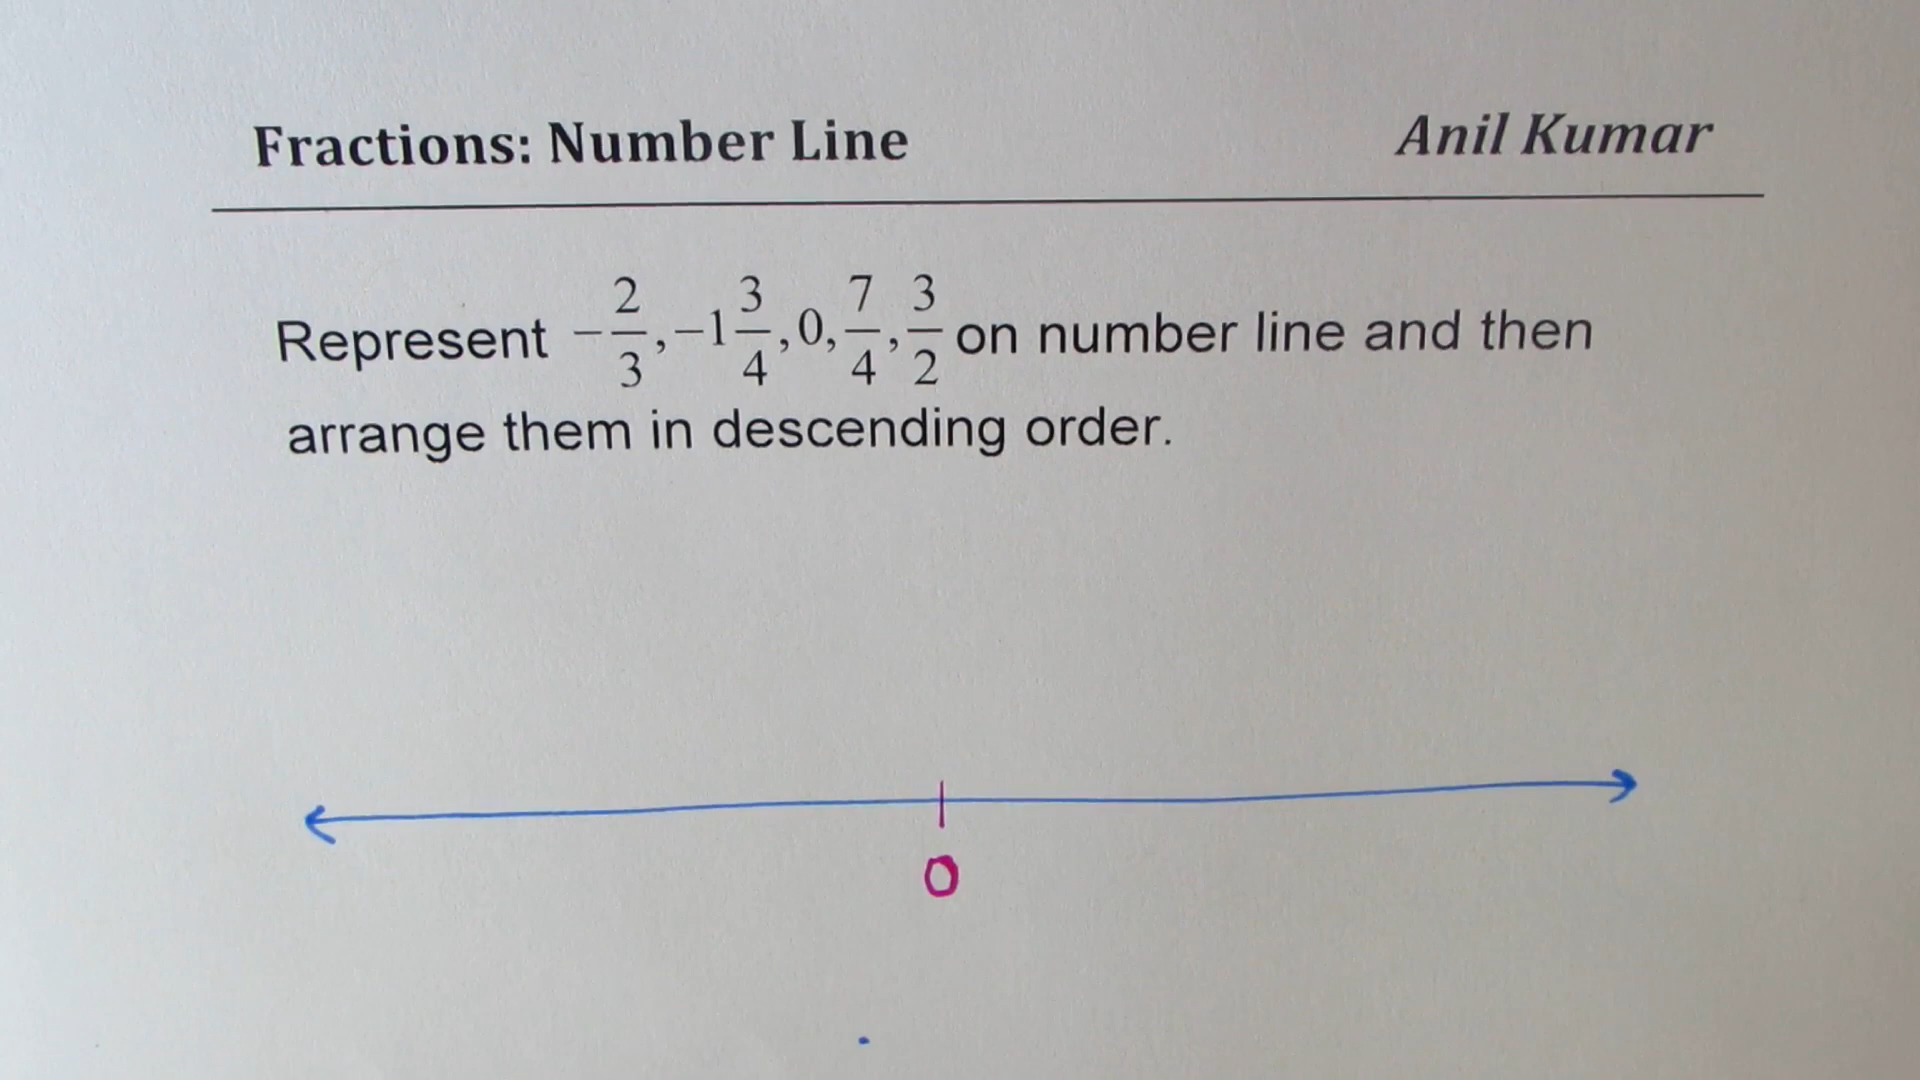 Fractions: Number Line Anil Kumar
Represent −2/3, −1 3/4, 0, 7/4, 3/2 on number line and then
arrange them in descending order.
0